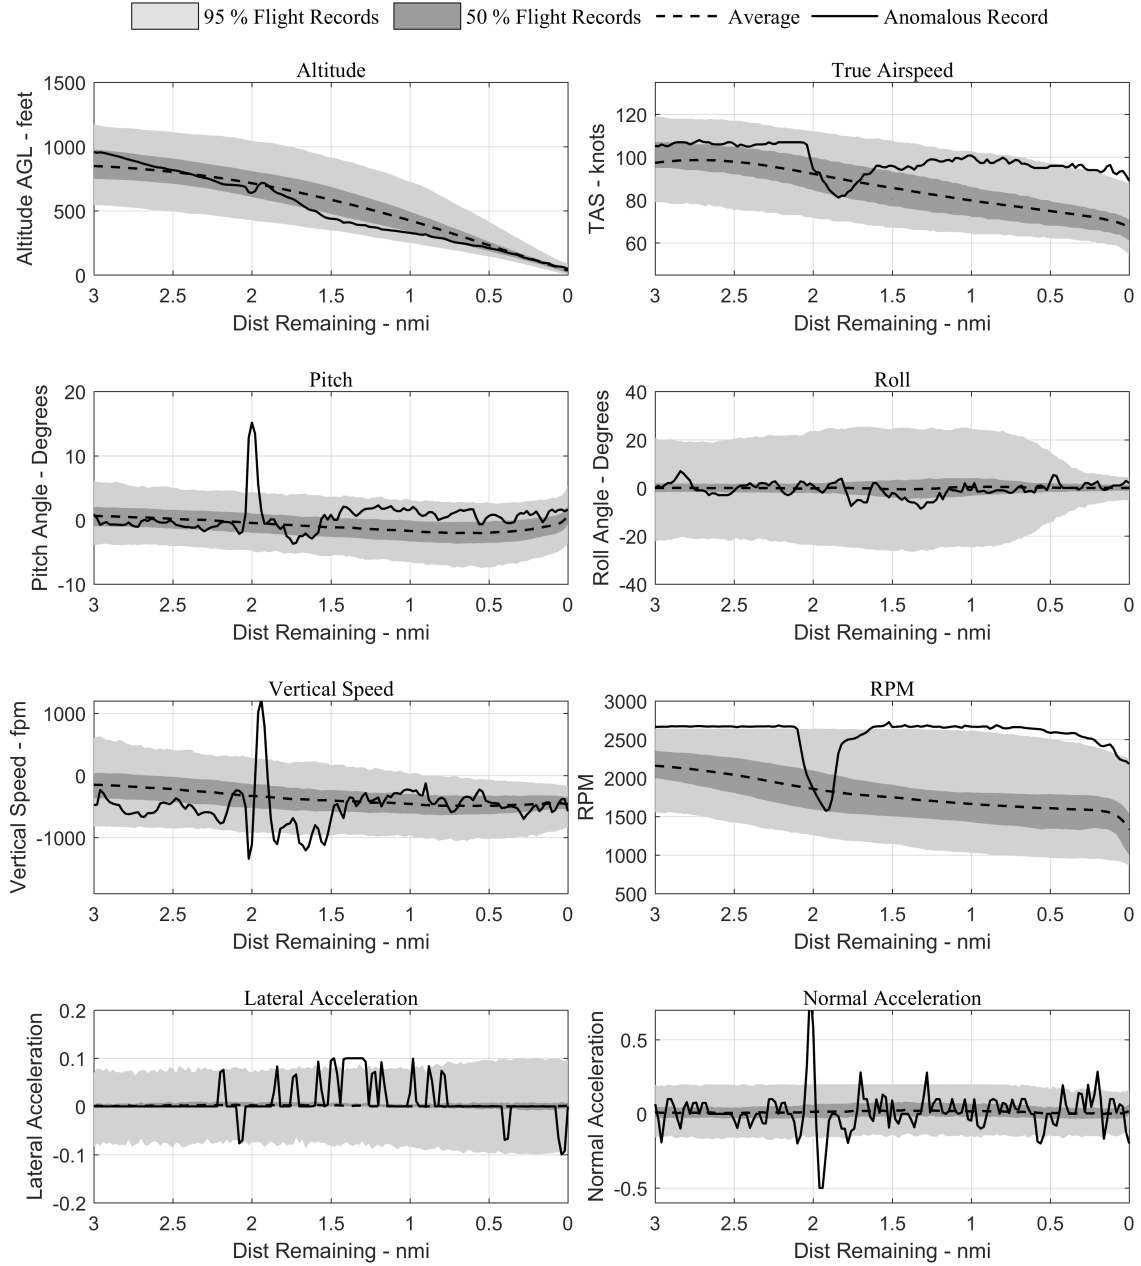 95 % Flight Records 50 % Flight Records Average Anomalous Record
Altitude
Altitude AGL - feet
1500
1000
500
0
3 2.5 2 1.5 1 0.5 0
Dist Remaining - nmi
True Airspeed
TAS - knots
120
100
80
60
3 2.5 2 1.5 1 0.5 0
Dist Remaining - nmi
Pitch
Pitch Angle - Degrees
20
10
0
-10
3 2.5 2 1.5 1 0.5 0
Dist Remaining - nmi
Roll
Roll Angle - Degrees
40
20
0
-20
-40
3 2.5 2 1.5 1 0.5 0
Dist Remaining - nmi
Vertical Speed
Vertical Speed - fpm
1000
0
-1000
3 2.5 2 1.5 1 0.5 0
Dist Remaining - nmi
RPM
RPM
3000
2500
2000
1500
1000
500
3 2.5 2 1.5 1 0.5 0
Dist Remaining - nmi
Lateral Acceleration
Lateral Acceleration
0.2
0.1
0
-0.1
-0.2
3 2.5 2 1.5 1 0.5 0
Dist Remaining - nmi
Normal Acceleration
Normal Acceleration
0.5
0
-0.5
3 2.5 2 1.5 1 0.5 0
Dist Remaining - nmi